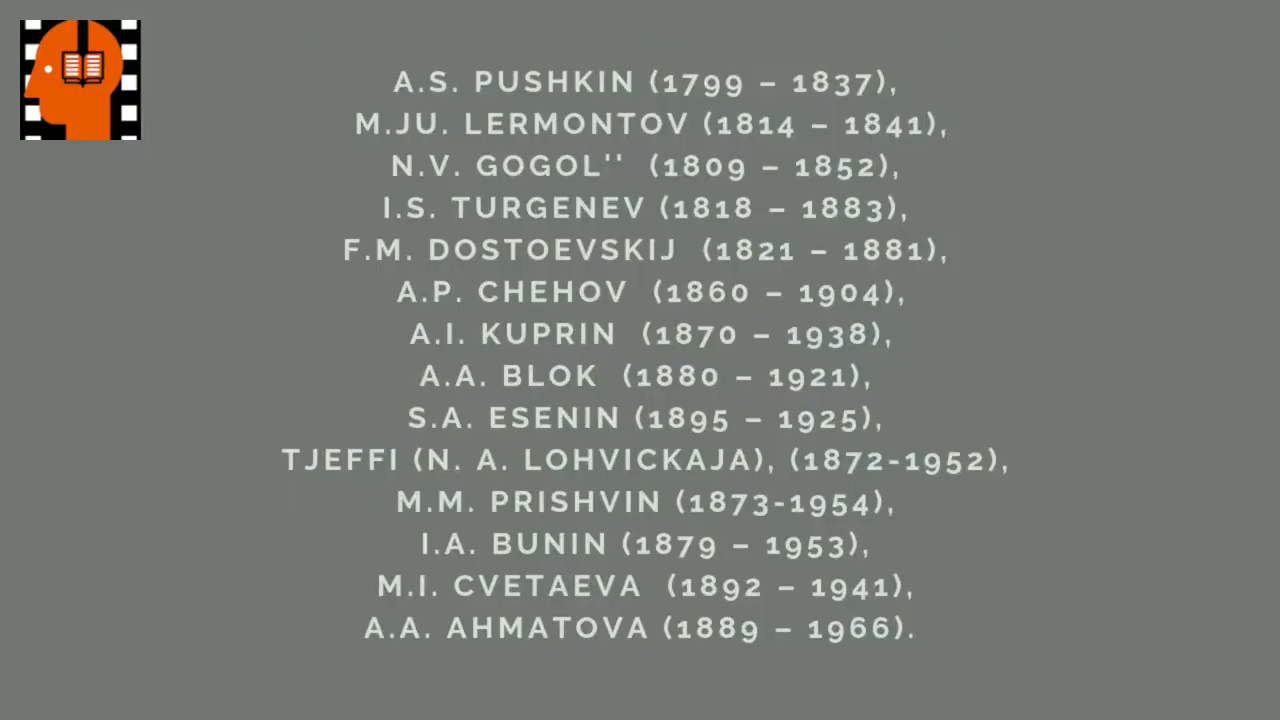 A.S. PUSHKIN (1799 – 1837),
M.JU. LERMONTOV (1814 – 1841),
N.V. GOGOL'' (1809 – 1852),
I.S. TURGENEV (1818 – 1883),
F.M. DOSTOEVSKIJ (1821 – 1881),
A.P. CHEHOV (1860 – 1904),
A.I. KUPRIN (1870 – 1938),
A.A. BLOK (1880 – 1921),
S.A. ESENIN (1895 – 1925),
TJEFFI (N. A. LOHVICKAJA), (1872-1952),
M.M. PRISHVIN (1873-1954),
I.A. BUNIN (1879 – 1953),
M.I. CVETAEVA (1892 – 1941),
A.A. AHMATOVA (1889 – 1966).